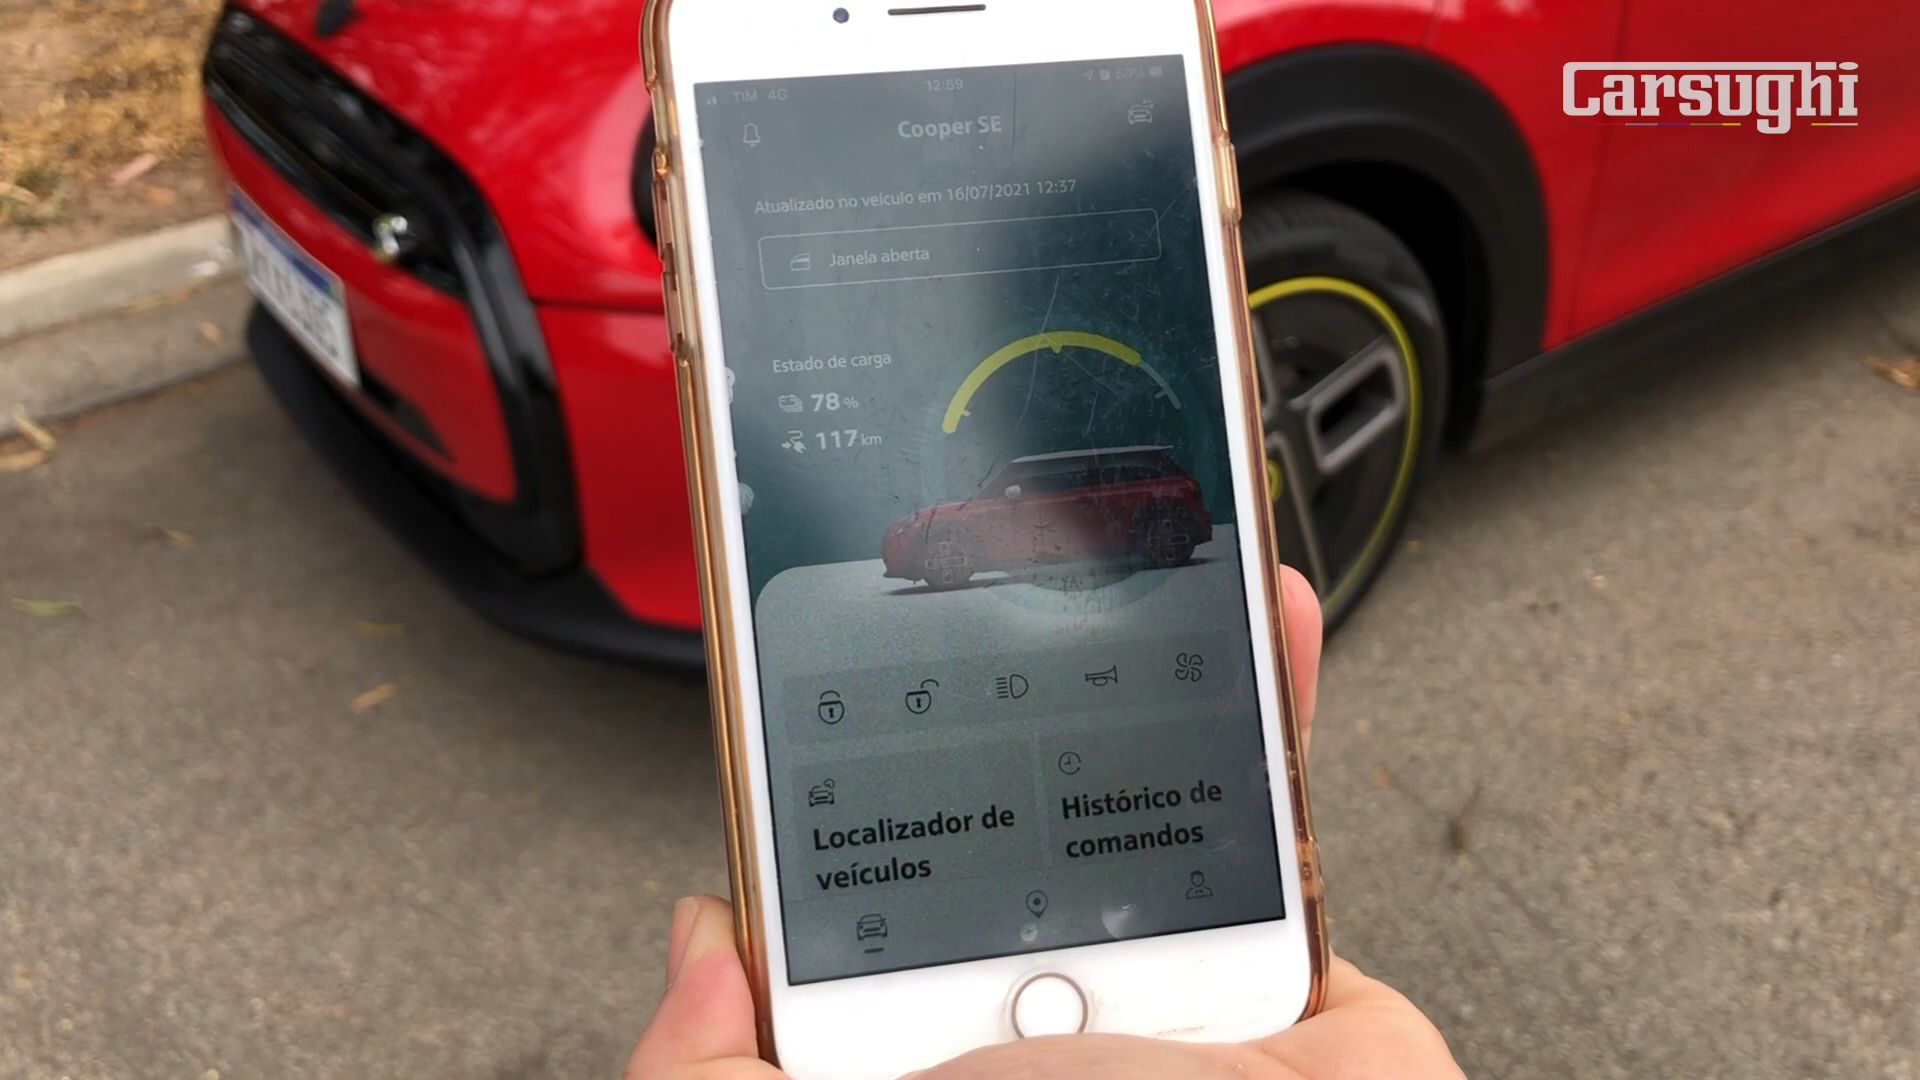 Carsughi
TIM 4G
12:59
60%
Cooper SE
Atualizado no veículo em 16/07/2021 12:37
Janela aberta
Estado de carga
78 %
117 km
Localizador de
veículos
Histórico de
comandos